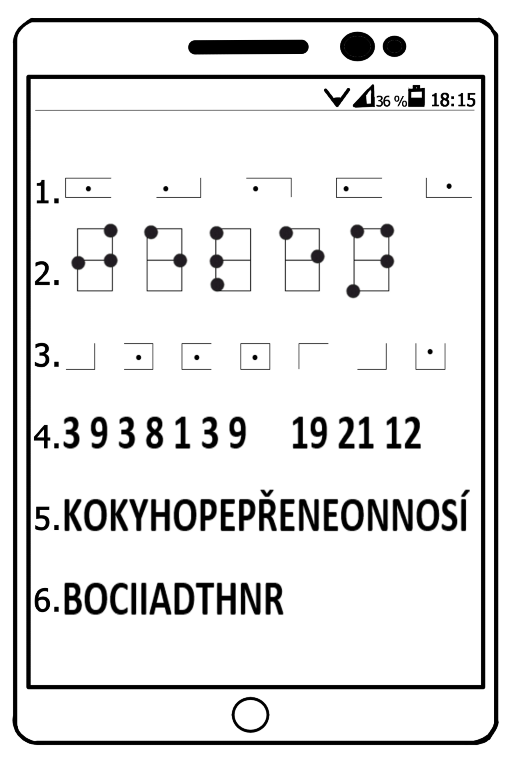 36 % 18:15
1.
2.
3.
4.3 9 3 8 1 3 9 19 21 12
5.KOKYHOPEPŘENEONNOSÍ
6.BOCIIADTHNR